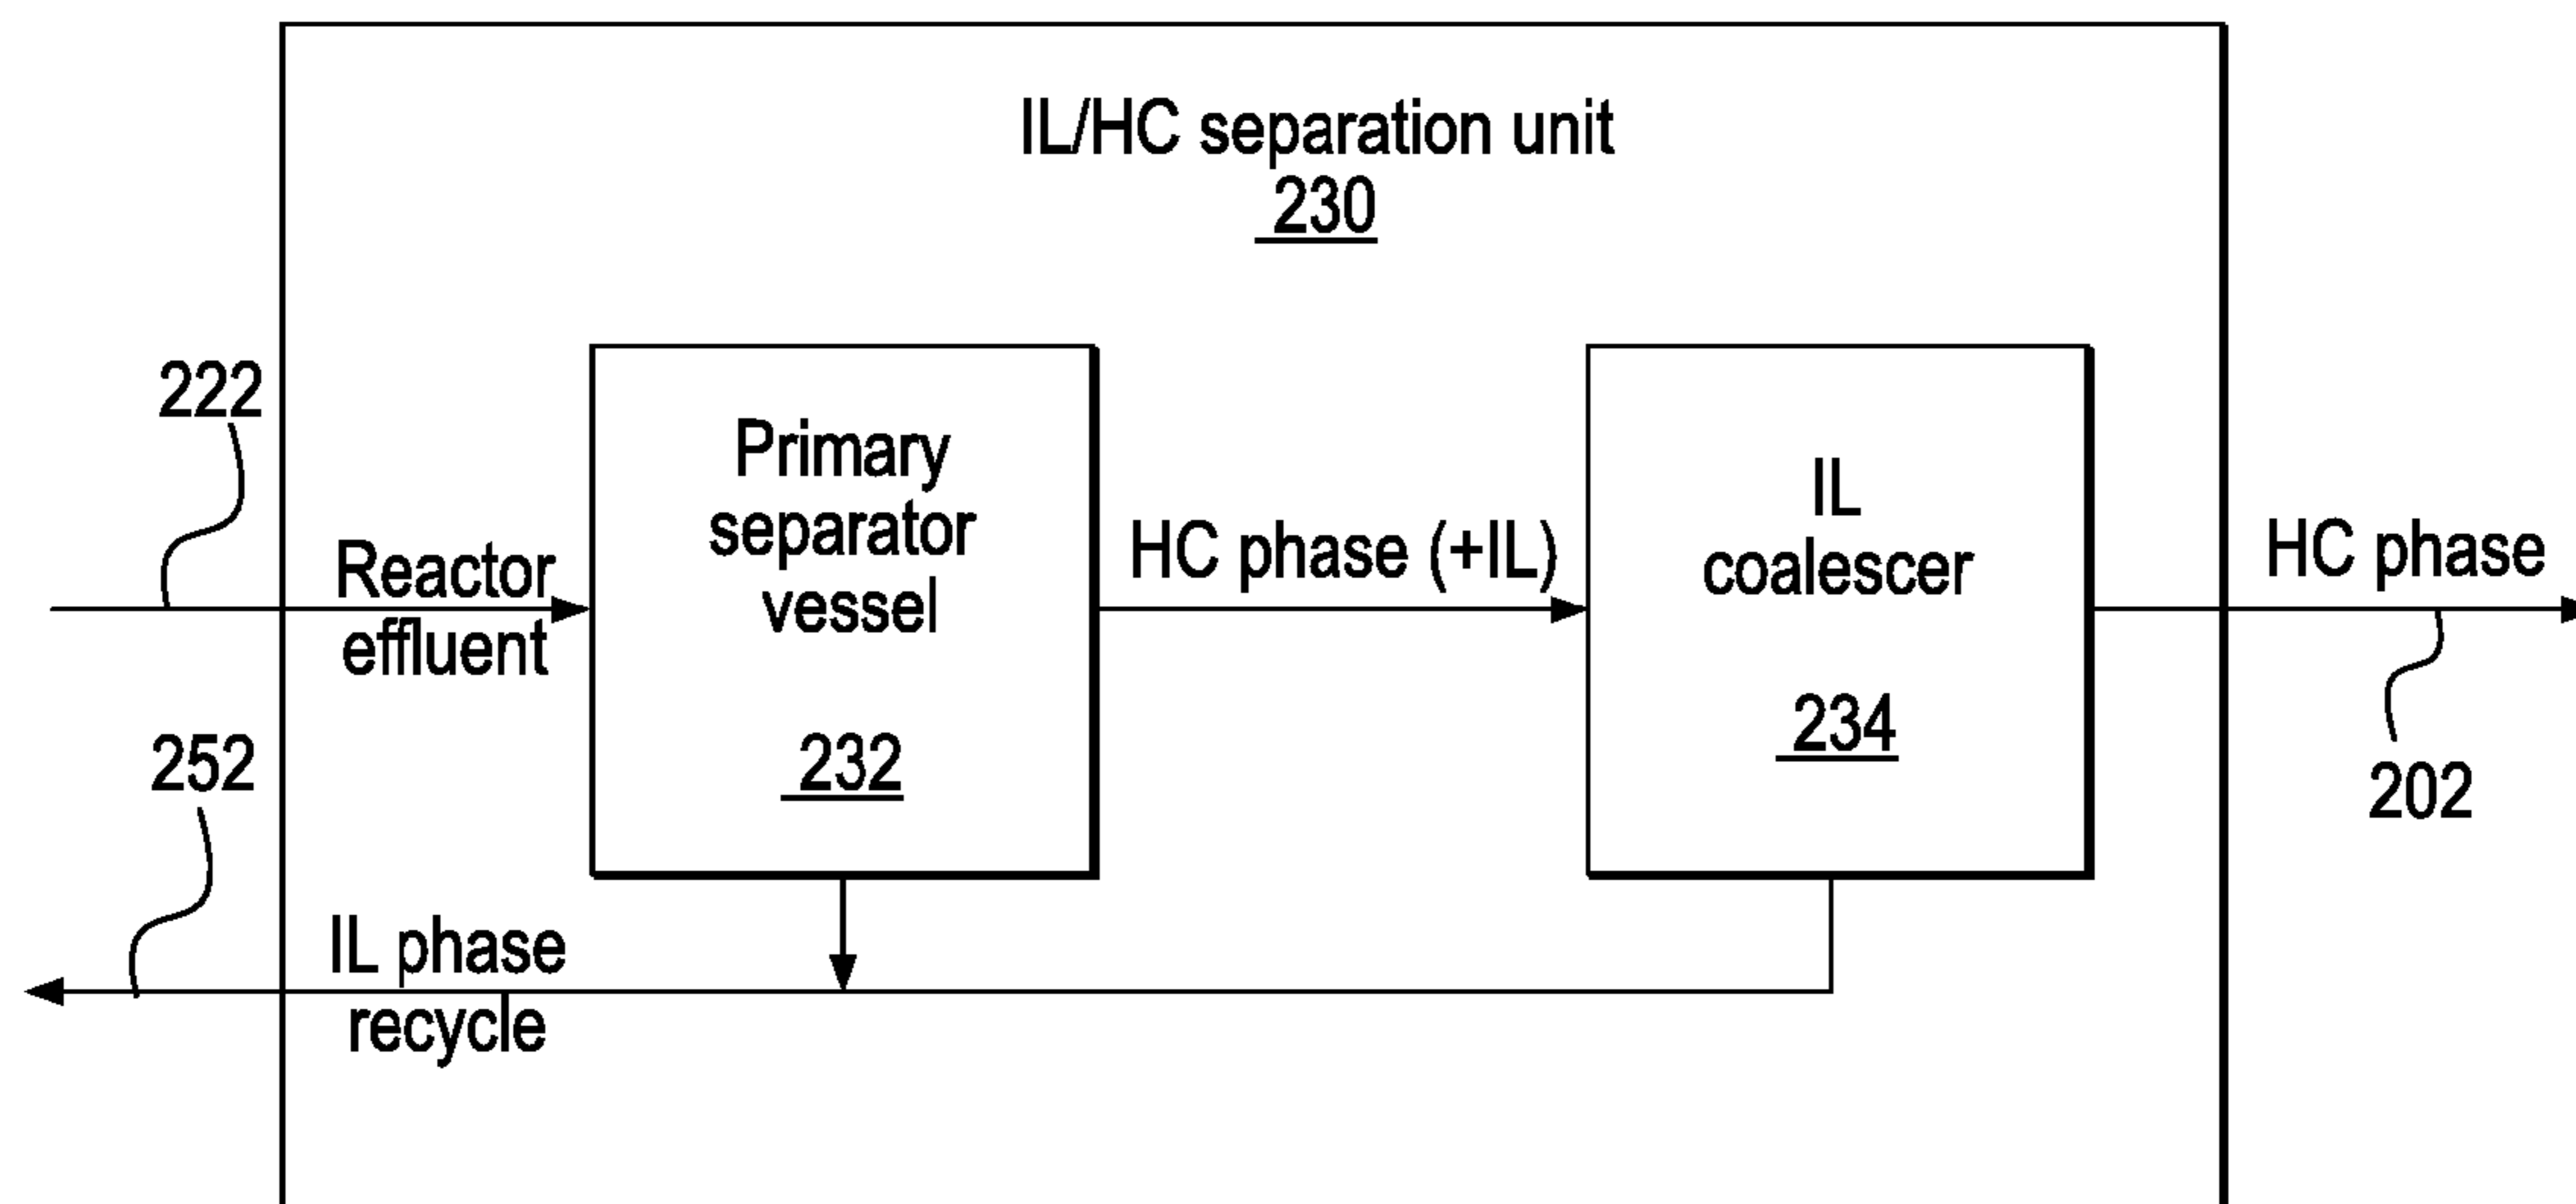 IL/HC separation unit
230
222
Reactor
effluent
Primary
separator
vessel
232
HC phase (+IL)
IL
coalescer
234
HC phase
202
252
IL phase
recycle